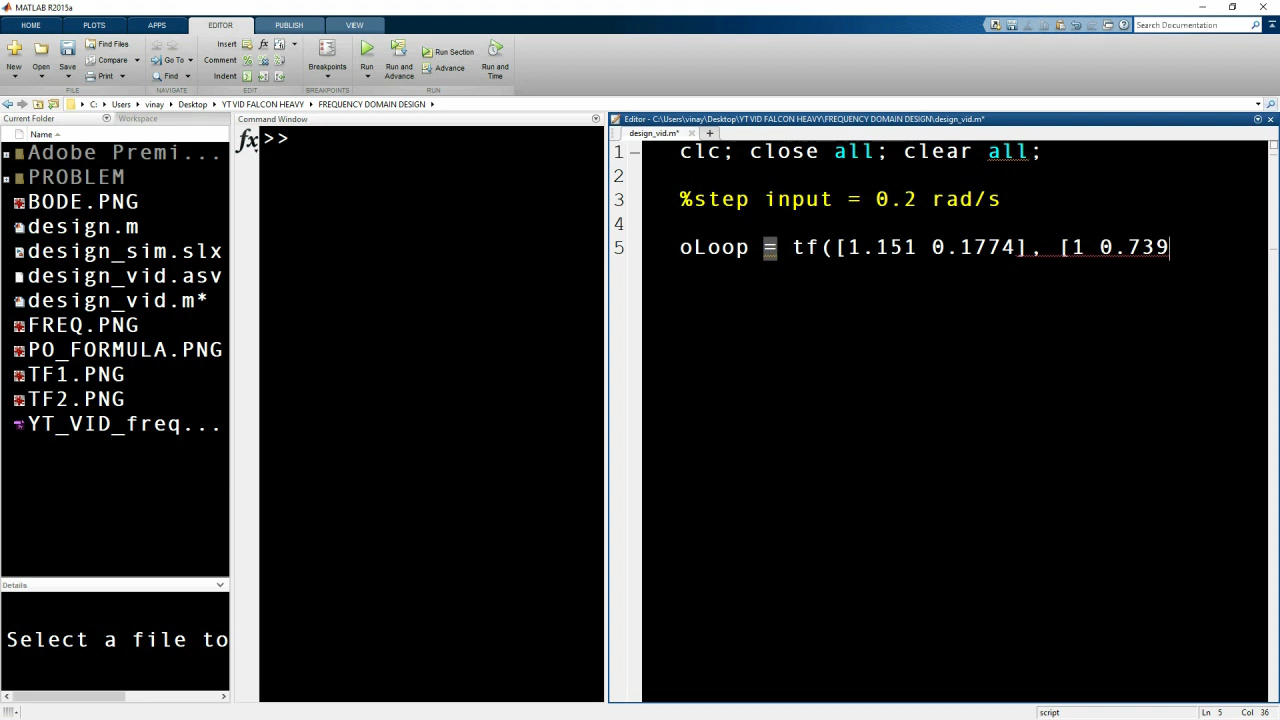 MATLAB R2015a
HOME PLOTS APPS EDITOR PUBLISH VIEW
Search Documentation
New Open Save Find Files Compare Print
Go To Find
Insert fx Comment Indent
Breakpoints
Run Run and Advance Run Section Advance Run and Time
FILE NAVIGATE EDIT BREAKPOINTS RUN
C: Users vinay Desktop YT VID FALCON HEAVY FREQUENCY DOMAIN DESIGN
Current Folder Workspace
Name
Adobe Premi...
PROBLEM
BODE.PNG
design.m
design_sim.slx
design_vid.asv
design_vid.m*
FREQ.PNG
PO_FORMULA.PNG
TF1.PNG
TF2.PNG
YT_VID_freq...
Details
Select a file to
Command Window
fx >>
Editor - C:\Users\vinay\Desktop\YT VID FALCON HEAVY\FREQUENCY DOMAIN DESIGN\design_vid.m*
design_vid.m*
1 clc; close all; clear all;
2
3 %step input = 0.2 rad/s
4
5 oLoop = tf([1.151 0.1774], [1 0.739
script Ln 5 Col 36